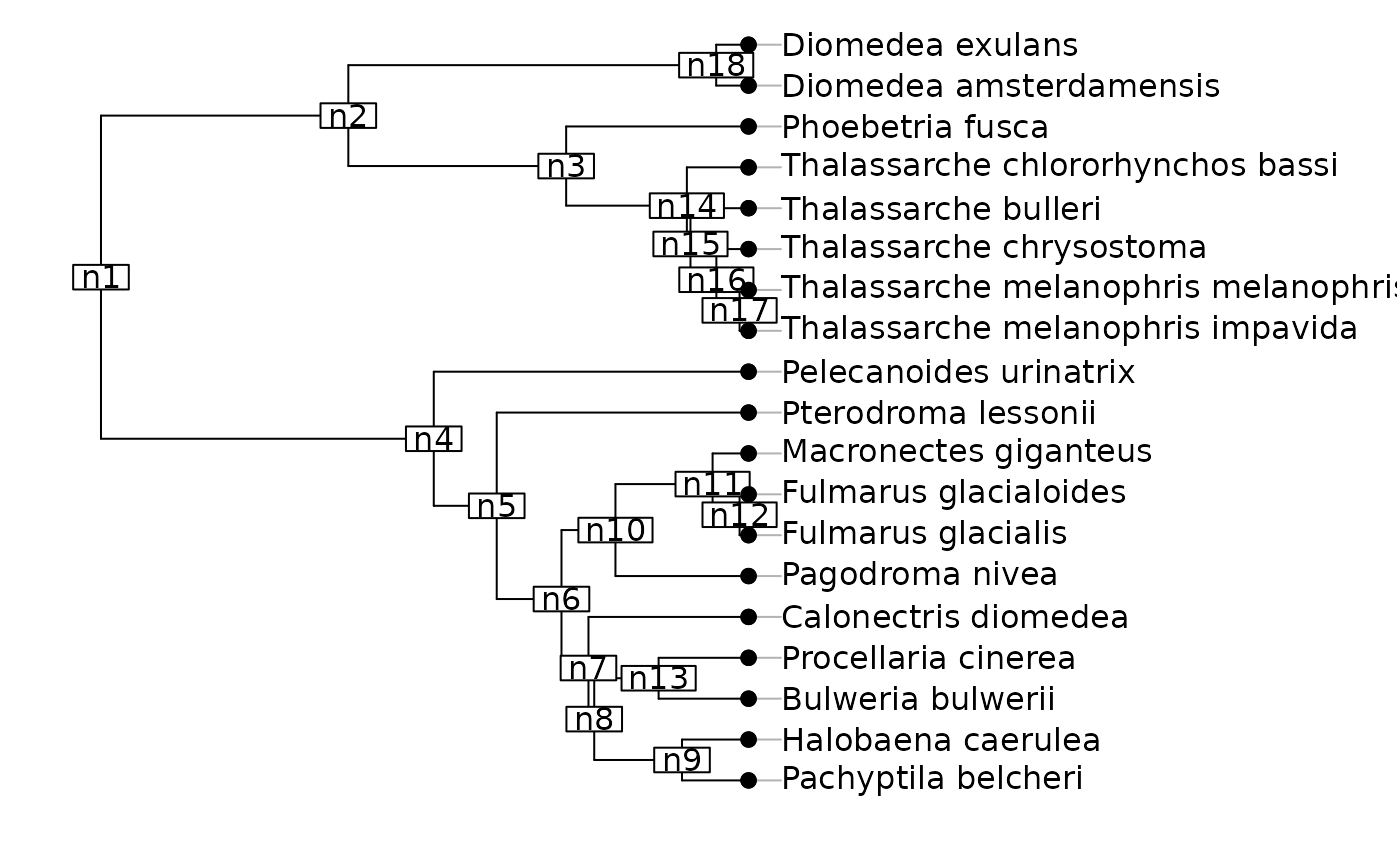 Diomedea exulans
n18
Diomedea amsterdamensis
n2
Phoebetria fusca
n3
Thalassarche chlororhynchos bassi
n14
Thalassarche bulleri
n15
Thalassarche chrysostoma
n1
n16
Thalassarche melanophris melanophris
n17
Thalassarche melanophris impavida
Pelecanoides urinatrix
Pterodroma lessonii
n4
Macronectes giganteus
n11
Fulmarus glacialoides
n5
n12
n10
Fulmarus glacialis
Pagodroma nivea
n6
Calonectris diomedea
Procellaria cinerea
n7
n13
Bulweria bulwerii
n8
Halobaena caerulea
n9
Pachyptila belcheri